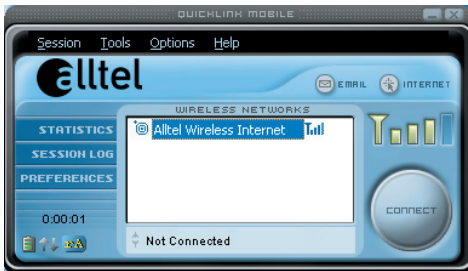 QUICKLINK MOBILE
Session Tools Options Help
alltel
EMAIL INTERNET
WIRELESS NETWORKS
Alltel Wireless Internet
STATISTICS
SESSION LOG
PREFERENCES
CONNECT
0:00:01
Not Connected